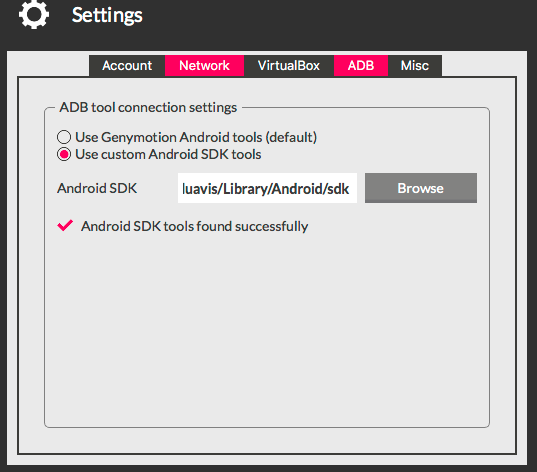 Settings
Account Network VirtualBox ADB Misc
ADB tool connection settings
Use Genymotion Android tools (default)
Use custom Android SDK tools
Android SDK luavis/Library/Android/sdk Browse
Android SDK tools found successfully